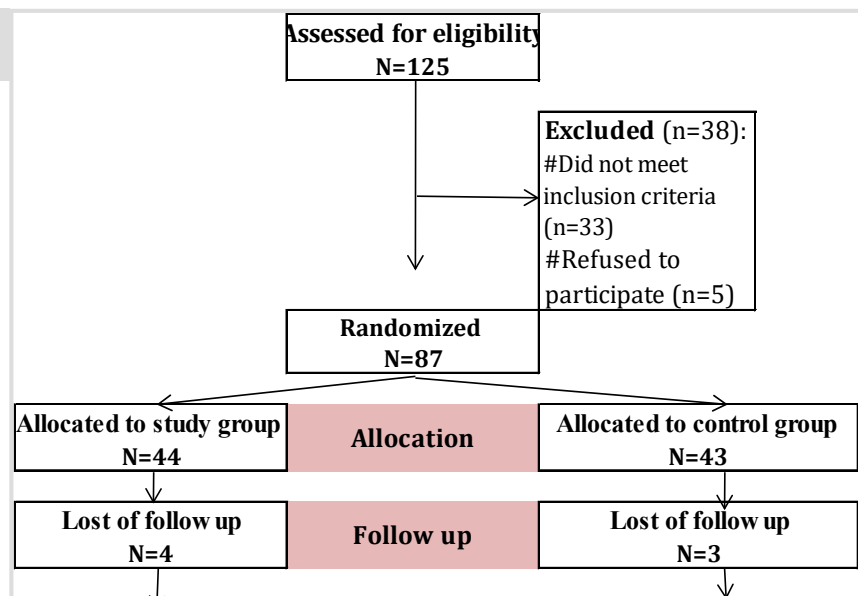 Assessed for eligibility
N=125
Excluded (n=38):
#Did not meet
inclusion criteria
(n=33)
#Refused to
participate (n=5)
Randomized
N=87
Allocated to study group
N=44
Allocation
Allocated to control group
N=43
Lost of follow up
N=4
Follow up
Lost of follow up
N=3